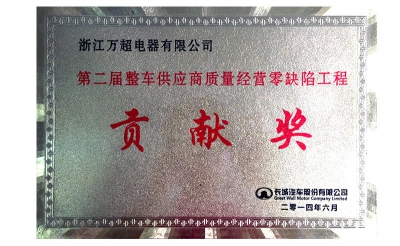 浙江万超电器有限公司
第二届整车供应商质量经营零缺陷工程
贡献奖
长城汽车股份有限公司
Great Wall Motor Company Limited
二零一四年六月